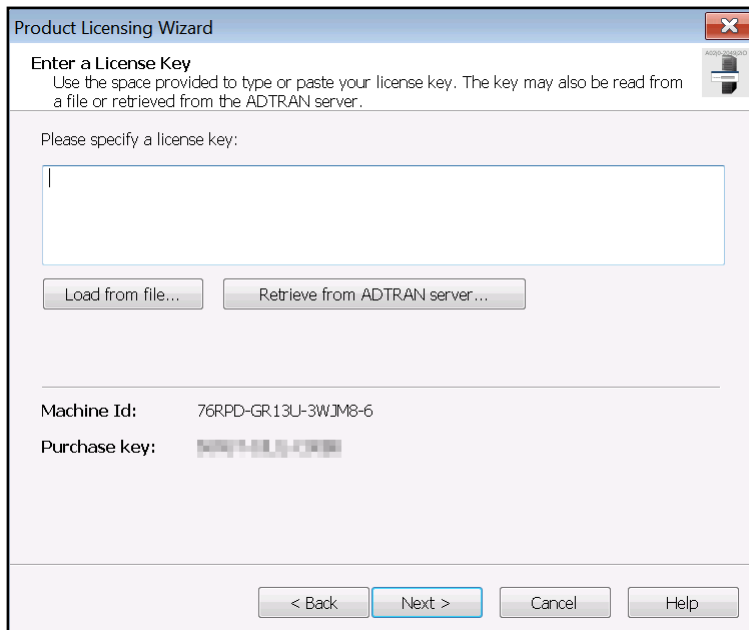 Product Licensing Wizard
Enter a License Key
Use the space provided to type or paste your license key. The key may also be read from
a file or retrieved from the ADTRAN server.
Please specify a license key:
Load from file...
Retrieve from ADTRAN server...
Machine Id: 76RPD-GR13U-3WJM8-6
Purchase key:
< Back
Next >
Cancel
Help